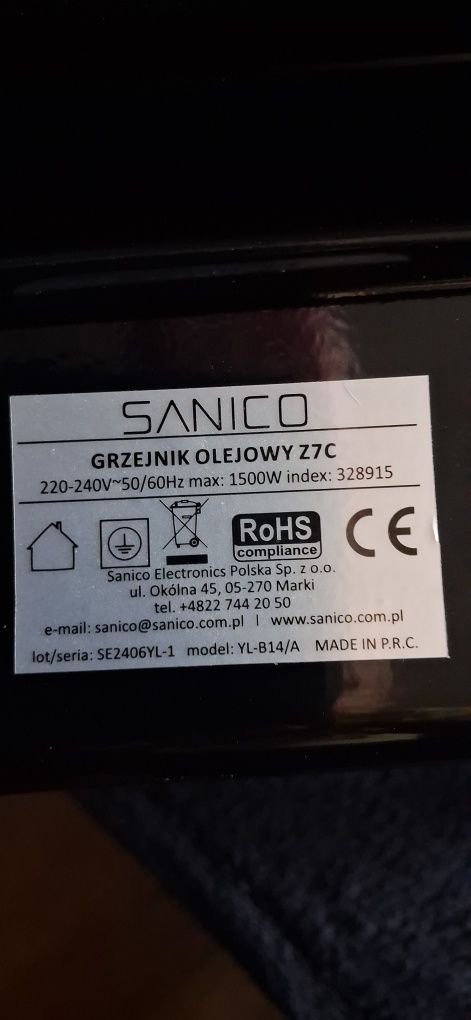 SANICO
GRZEJNIK OLEJOWY Z7C
220-240V~50/60Hz max: 1500W index: 328915
RoHS
compliance
CE
Sanico Electronics Polska Sp. z o.o.
ul. Okólna 45, 05-270 Marki
tel. +4822 744 20 50
e-mail: sanico@sanico.com.pl | www.sanico.com.pl
lot/seria: SE2406YL-1 model: YL-B14/A MADE IN P.R.C.